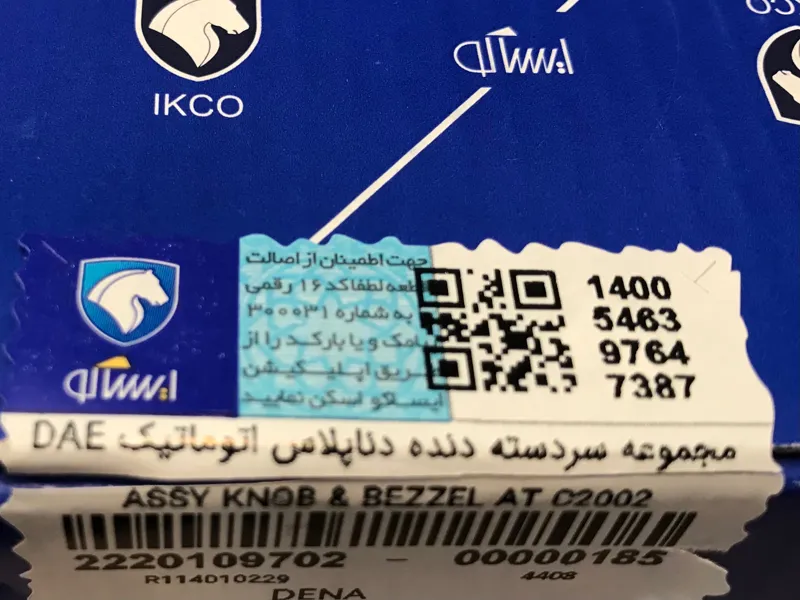 IKCO
ایساکو
ایساکو
جهت اطمینان از اصالت
قطعه لطفا کد ۱۶ رقمی
به شماره ۳۰۰۰۳۱
پیامک و یا بارکد را از
طریق اپلیکیشن
ایساکو اسکن نمایید
1400
5463
9764
7387
مجموعه سردسته دنده دناپلاس اتوماتیک DAE
ASSY KNOB & BEZZEL AT C2002
2220109702 - 00000185
R114010229 4408
DENA